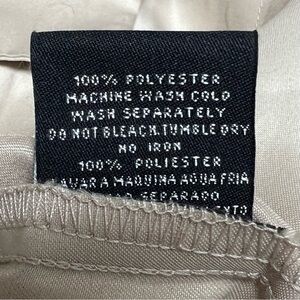 100% POLYESTER
MACHINE WASH COLD
WASH SEPARATELY
DO NOT BLEACH.TUMBLE DRY
NO IRON
100% POLIESTER
LAVAR A MAQUINA AGUA FRIA
SEPARADO